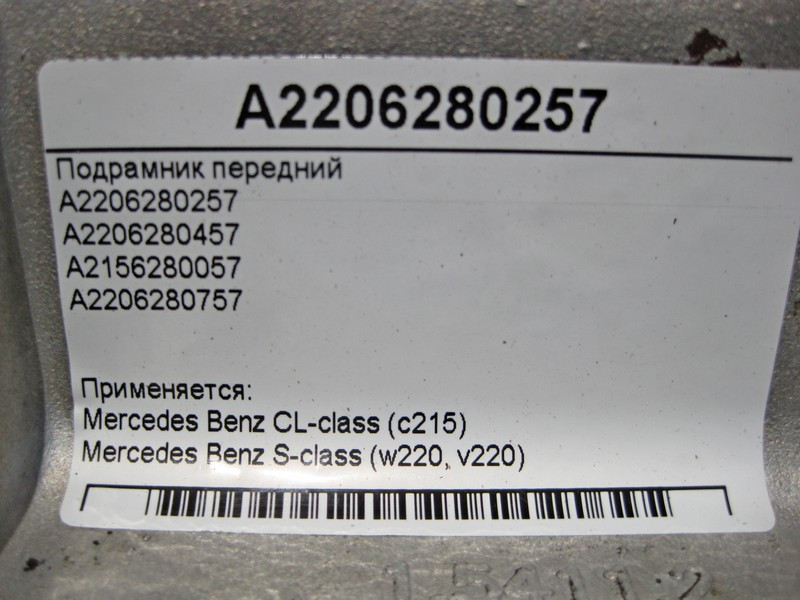 A2206280257
Подрамник передний
A2206280257
A2206280457
A2156280057
A2206280757
Применяется:
Mercedes Benz CL-class (c215)
Mercedes Benz S-class (w220, v220)